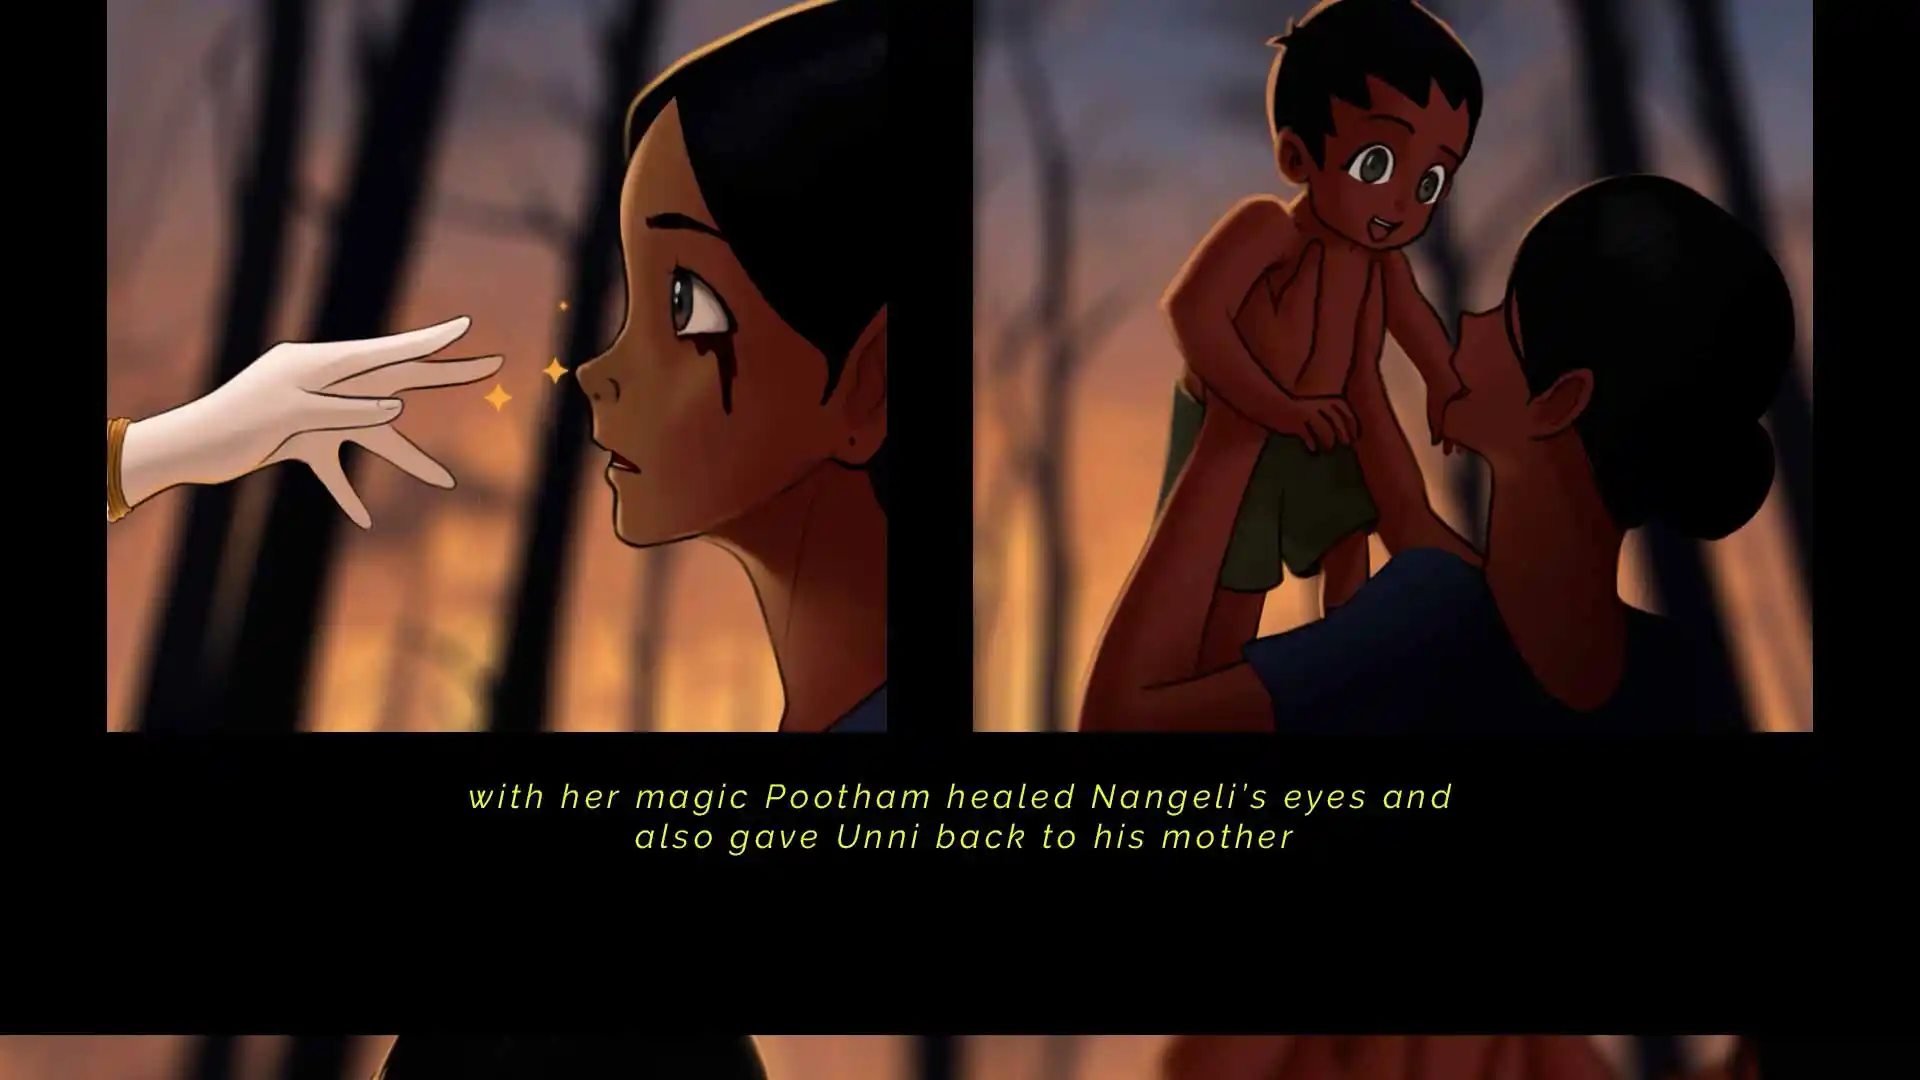 with her magic Pootham healed Nangeli's eyes and
also gave Unni back to his mother